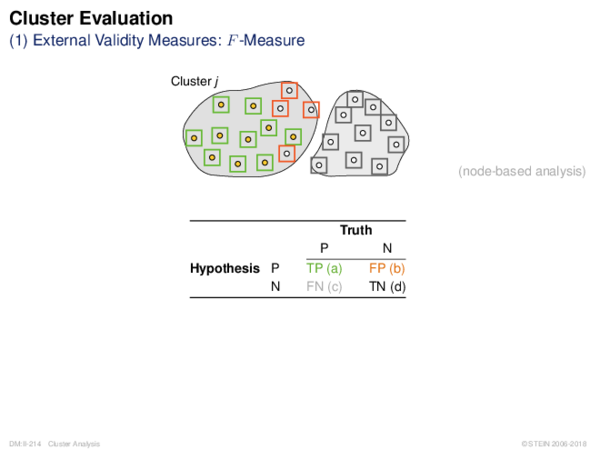 Cluster Evaluation
(1) External Validity Measures: F-Measure
Cluster j
(node-based analysis)
Truth
P N
Hypothesis P TP (a) FP (b)
N FN (c) TN (d)
DM:II-214 Cluster Analysis © STEIN 2006-2018